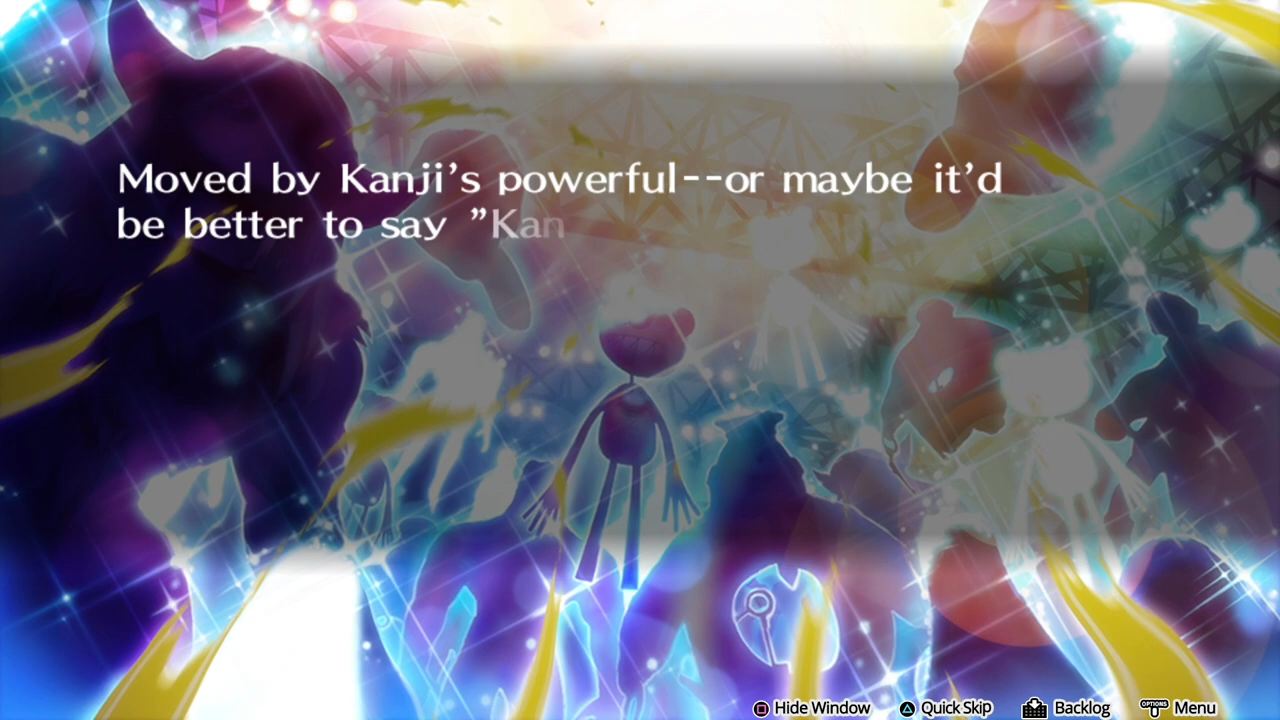 Moved by Kanji's powerful--or maybe it'd
be better to say "Kan
Hide Window Quick Skip Backlog OPTIONS Menu